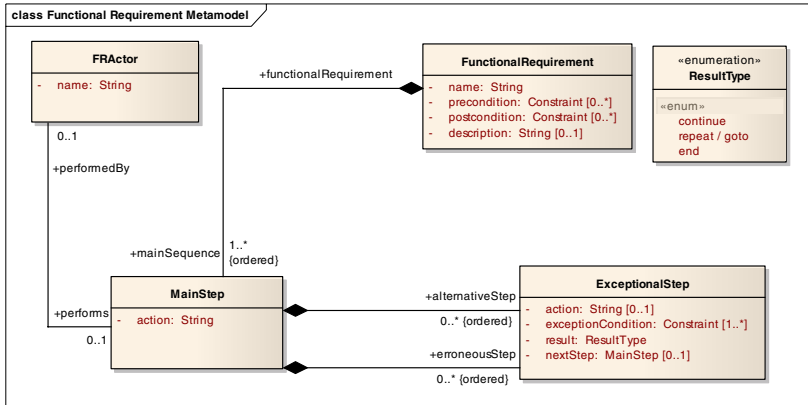 class Functional Requirement Metamodel
FRActor
- name: String
0..1
+performedBy
+functionalRequirement
FunctionalRequirement
- name: String
- precondition: Constraint [0..*]
- postcondition: Constraint [0..*]
- description: String [0..1]
«enumeration»
ResultType
«enum»
continue
repeat / goto
end
+mainSequence
1..*
{ordered}
+performs
0..1
MainStep
- action: String
+alternativeStep
0..* {ordered}
+erroneousStep
0..* {ordered}
ExceptionalStep
- action: String [0..1]
- exceptionCondition: Constraint [1..*]
- result: ResultType
- nextStep: MainStep [0..1]